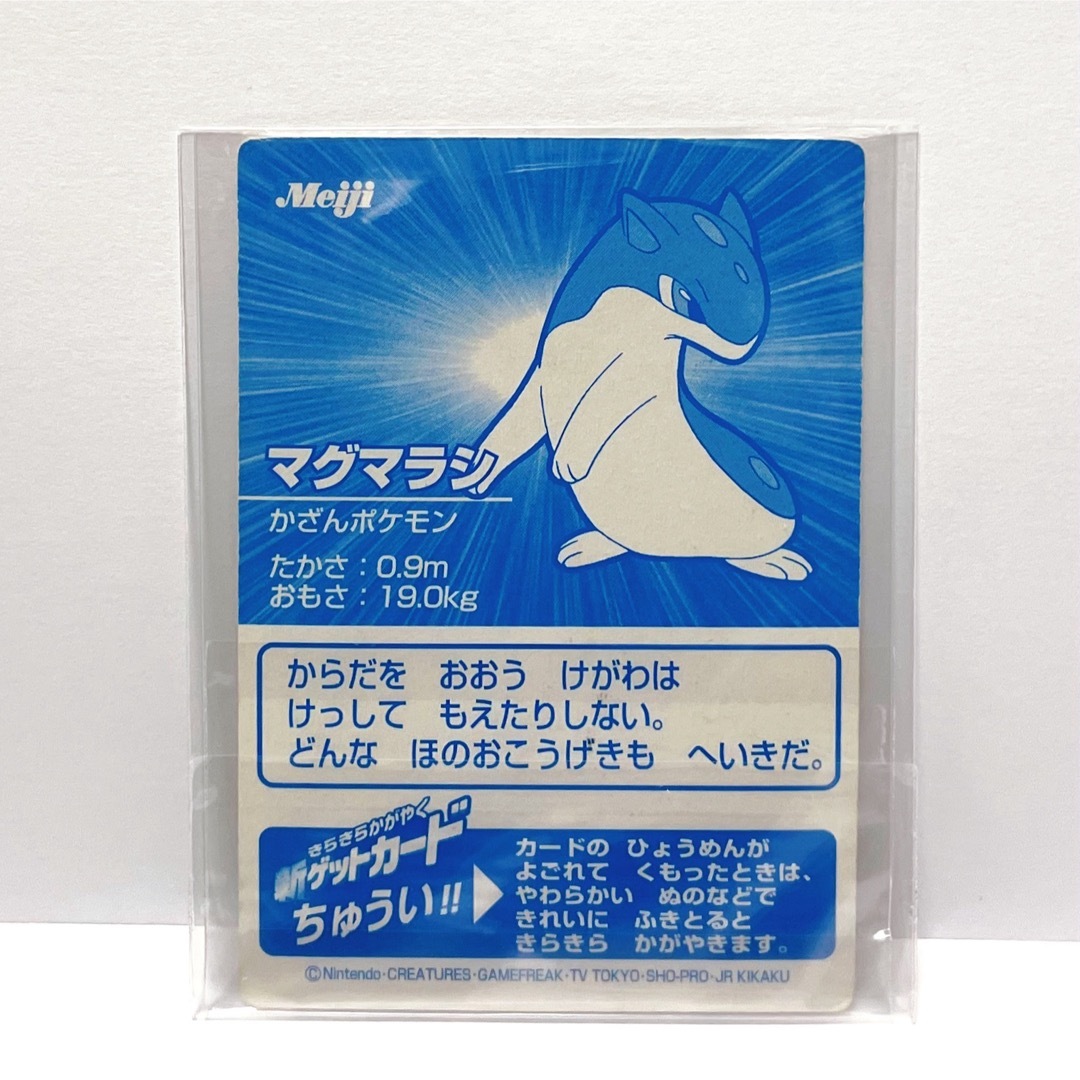 Meiji
マグマラシ
かざんポケモン
たかさ：0.9m
おもさ：19.0kg
からだを　おおう　けがわは
けっして　もえたりしない。
どんな　ほのおこうげきも　へいきだ。
きらきらかがやく
新ゲットカード
ちゅうい!!
カードの　ひょうめんが
よごれて　くもったときは、
やわらかい　ぬのなどで
きれいに　ふきとると
きらきら　かがやきます。
©Nintendo・CREATURES・GAMEFREAK・TV TOKYO・SHO-PRO・JR KIKAKU